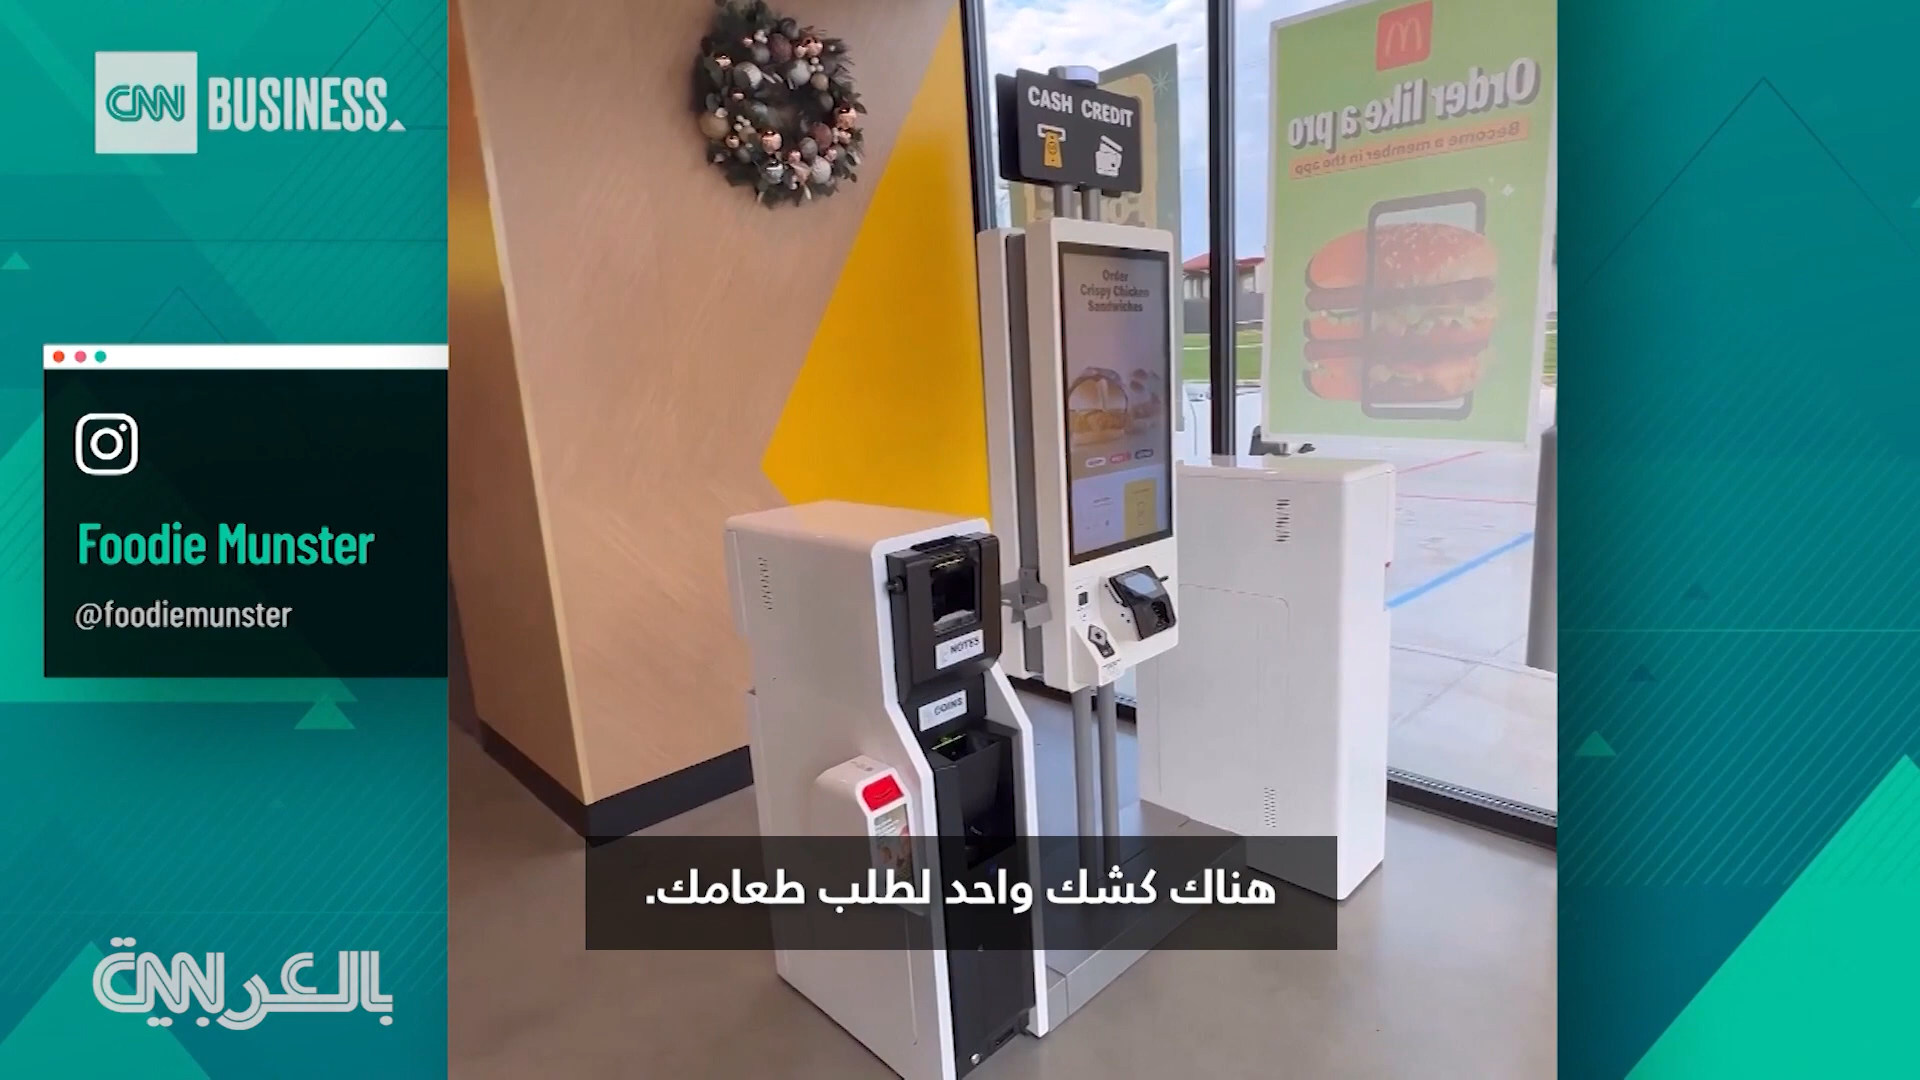 CNN BUSINESS
CASH CREDIT
Order like a pro
Become a member in the app
Order
Crispy Chicken
Sandwiches
Foodie Munster
@foodiemunster
NOTES
COINS
هناك كشك واحد لطلب طعامك.
CNN بالعربية